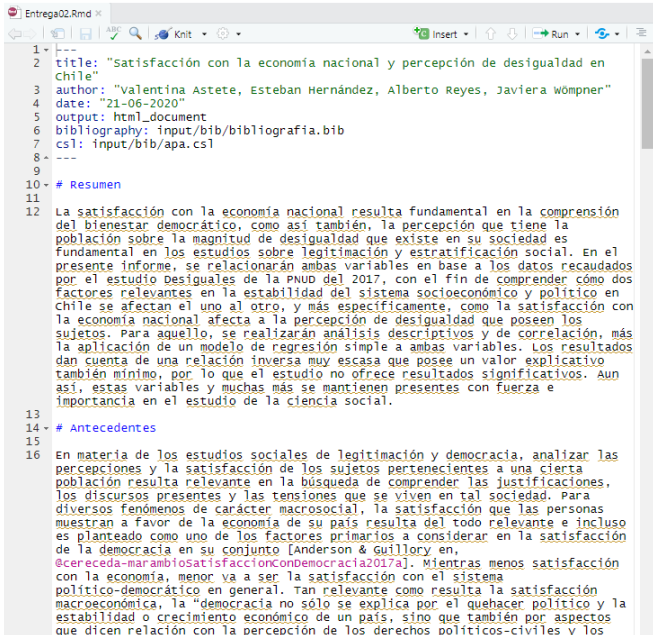 Entrega02.Rmd
ABC
Knit
Insert
Run
1 ---
2 title: "Satisfacción con la economía nacional y percepción de desigualdad en
chile"
3 author: "Valentina Astete, Esteban Hernández, Alberto Reyes, Javiera Wömpner"
4 date: "21-06-2020"
5 output: html_document
6 bibliography: input/bib/bibliografia.bib
7 csl: input/bib/apa.csl
8 ---
9
10 # Resumen
11
12 La satisfacción con la economía nacional resulta fundamental en la comprensión
del bienestar democrático, como así también, la percepción que tiene la
población sobre la magnitud de desigualdad que existe en su sociedad es
fundamental en los estudios sobre legitimación y estratificación social. En el
presente informe, se relacionarán ambas variables en base a los datos recaudados
por el estudio Desiguales de la PNUD del 2017, con el fin de comprender cómo dos
factores relevantes en la estabilidad del sistema socioeconómico y político en
Chile se afectan el uno al otro, y más específicamente, como la satisfacción con
la economía nacional afecta a la percepción de desigualdad que poseen los
sujetos. Para aquello, se realizarán análisis descriptivos y de correlación, más
la aplicación de un modelo de regresión simple a ambas variables. Los resultados
dan cuenta de una relación inversa muy escasa que posee un valor explicativo
también mínimo, por lo que el estudio no ofrece resultados significativos. Aun
así, estas variables y muchas más se mantienen presentes con fuerza e
importancia en el estudio de la ciencia social.
13
14 # Antecedentes
15
16 En materia de los estudios sociales de legitimación y democracia, analizar las
percepciones y la satisfacción de los sujetos pertenecientes a una cierta
población resulta relevante en la búsqueda de comprender las justificaciones,
los discursos presentes y las tensiones que se viven en tal sociedad. Para
diversos fenómenos de carácter macrosocial, la satisfacción que las personas
muestran a favor de la economía de su país resulta del todo relevante e incluso
es planteado como uno de los factores primarios a considerar en la satisfacción
de la democracia en su conjunto [Anderson & Guillory en,
@cereceda-marambioSatisfaccionConDemocracia2017a]. Mientras menos satisfacción
con la economía, menor va a ser la satisfacción con el sistema
político-democrático en general. Tan relevante como resulta la satisfacción
macroeconómica, la “democracia no sólo se explica por el quehacer político y la
estabilidad o crecimiento económico de un país, sino que también por aspectos
que dicen relación con la percepción de los derechos políticos-civiles y los